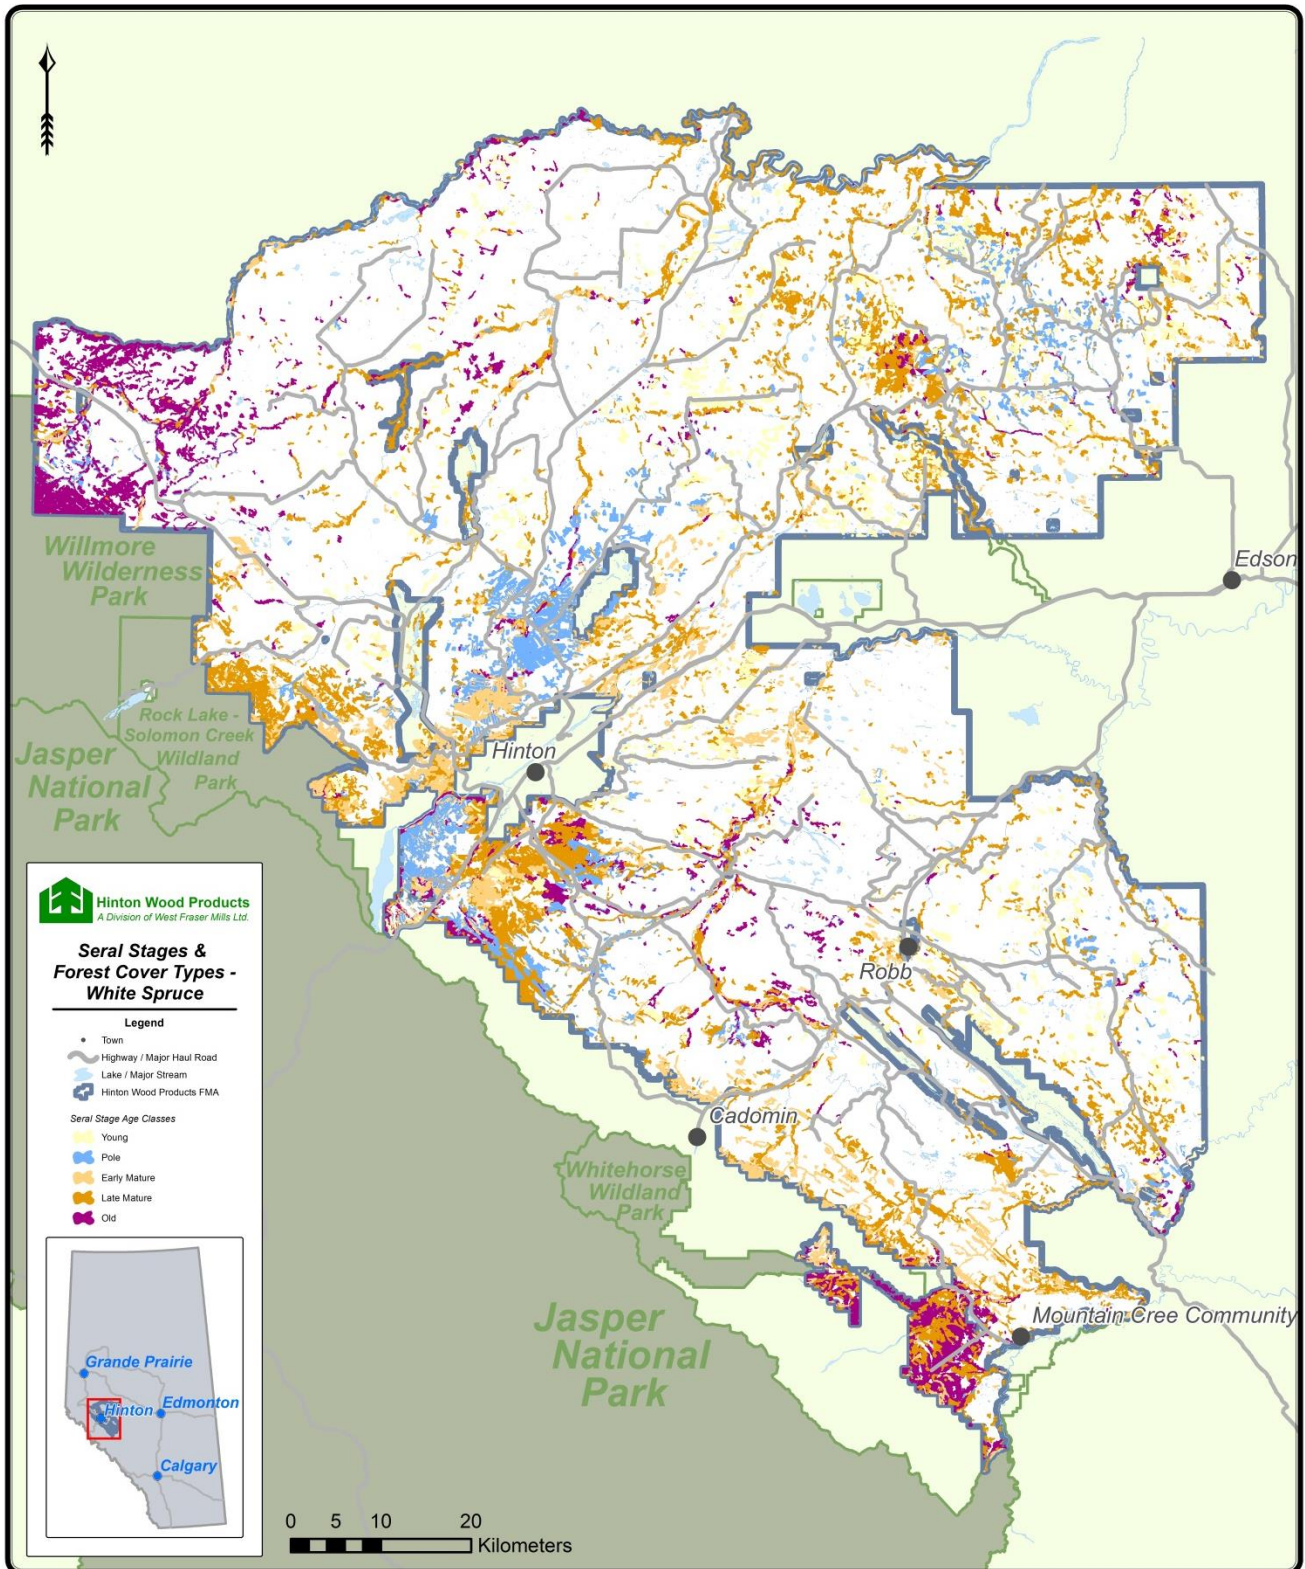 Edson
Willmore
Wilderness
Park
Rock Lake -
Solomon Creek
Wildland
Park
Jasper
National
Park
Hinton
Hinton Wood Products
A Division of West Fraser Mills Ltd.
Seral Stages &
Forest Cover Types -
White Spruce
Legend
Town
Highway / Major Haul Road
Lake / Major Stream
Hinton Wood Products FMA
Seral Stage Age Classes
Young
Pole
Early Mature
Late Mature
Old
Robb
Cadomin
Whitehorse
Wildland
Park
Mountain Cree Community
Jasper
National
Park
Grande Prairie
Hinton
Edmonton
Calgary
0 5 10 20
Kilometers